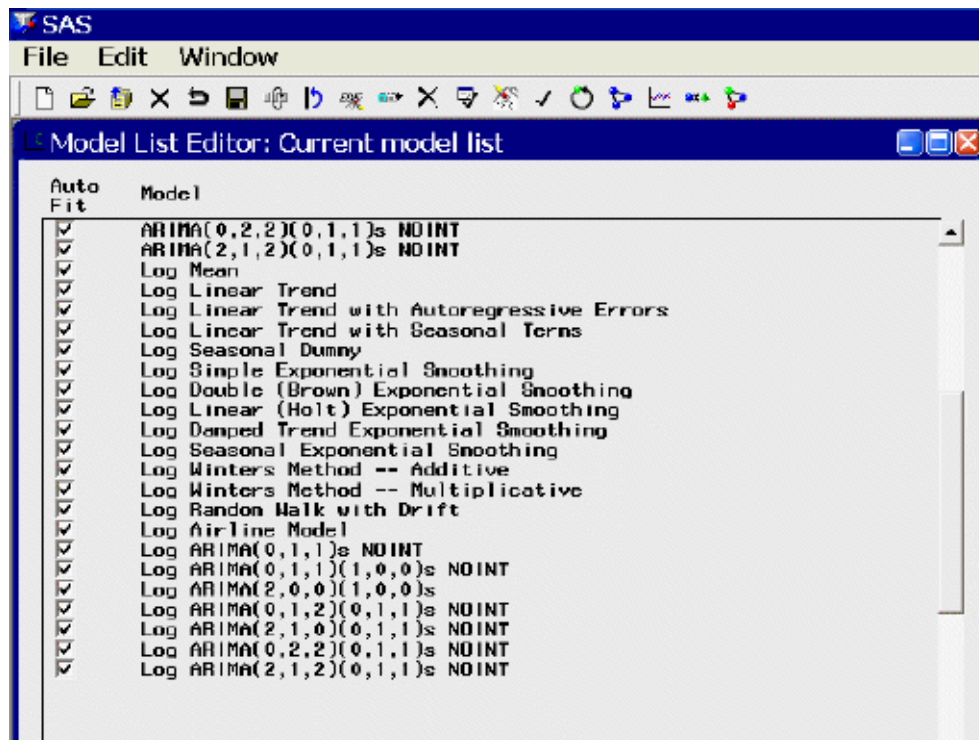 SAS
File Edit Window
Model List Editor: Current model list
Auto
Fit Model
ARIMA(0,2,2)(0,1,1)s NOINT
ARIMA(2,1,2)(0,1,1)s NOINT
Log Mean
Log Linear Trend
Log Linear Trend with Autoregressive Errors
Log Linear Trend with Seasonal Terms
Log Seasonal Dummy
Log Simple Exponential Smoothing
Log Double (Brown) Exponential Smoothing
Log Linear (Holt) Exponential Smoothing
Log Damped Trend Exponential Smoothing
Log Seasonal Exponential Smoothing
Log Winters Method -- Additive
Log Winters Method -- Multiplicative
Log Random Walk with Drift
Log Airline Model
Log ARIMA(0,1,1)s NOINT
Log ARIMA(0,1,1)(1,0,0)s NOINT
Log ARIMA(2,0,0)(1,0,0)s
Log ARIMA(0,1,2)(0,1,1)s NOINT
Log ARIMA(2,1,0)(0,1,1)s NOINT
Log ARIMA(0,2,2)(0,1,1)s NOINT
Log ARIMA(2,1,2)(0,1,1)s NOINT